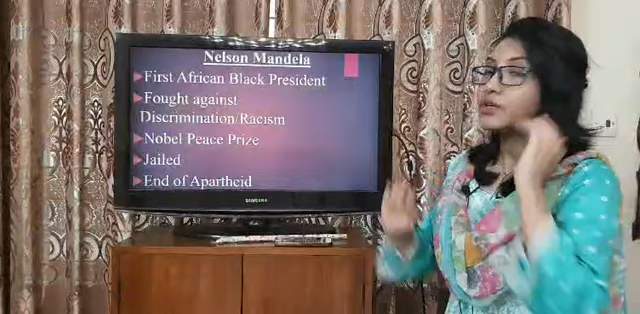 Nelson Mandela
First African Black President
Fought against
Discrimination/Racism
Nobel Peace Prize
Jailed
End of Apartheid
SAMSUNG